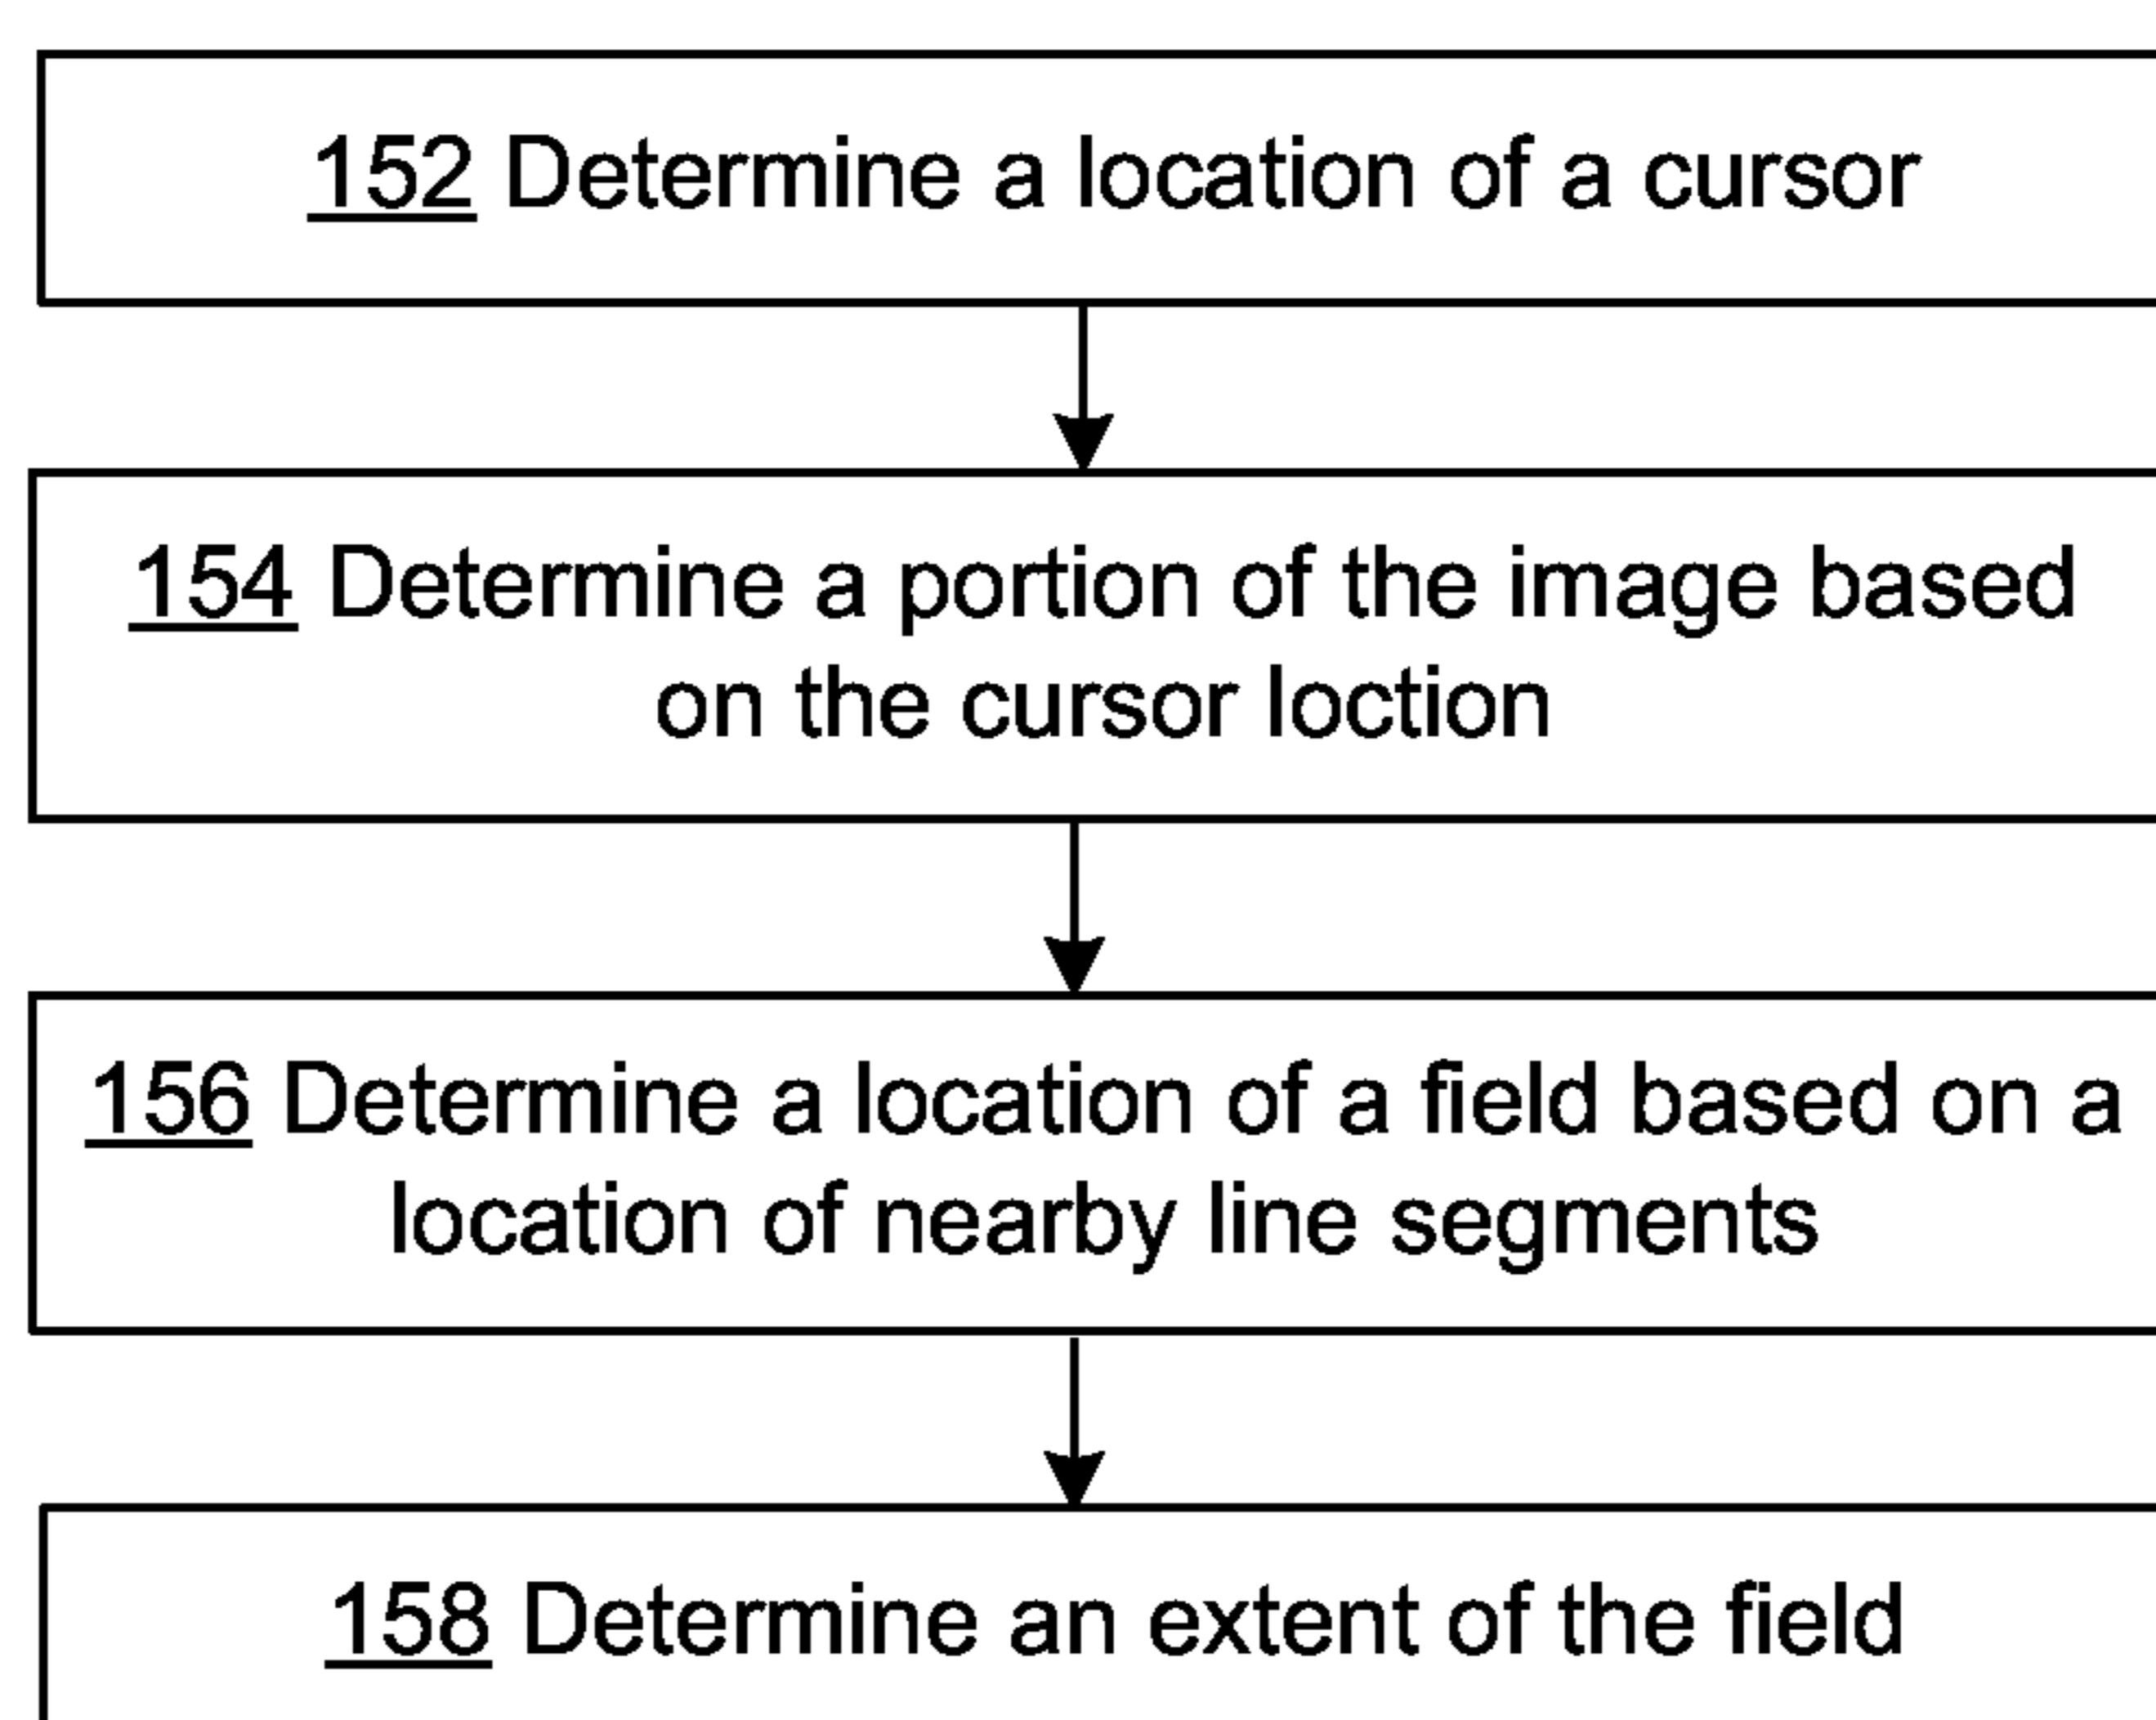 152 Determine a location of a cursor
154 Determine a portion of the image based
on the cursor loction
156 Determine a location of a field based on a
location of nearby line segments
158 Determine an extent of the field